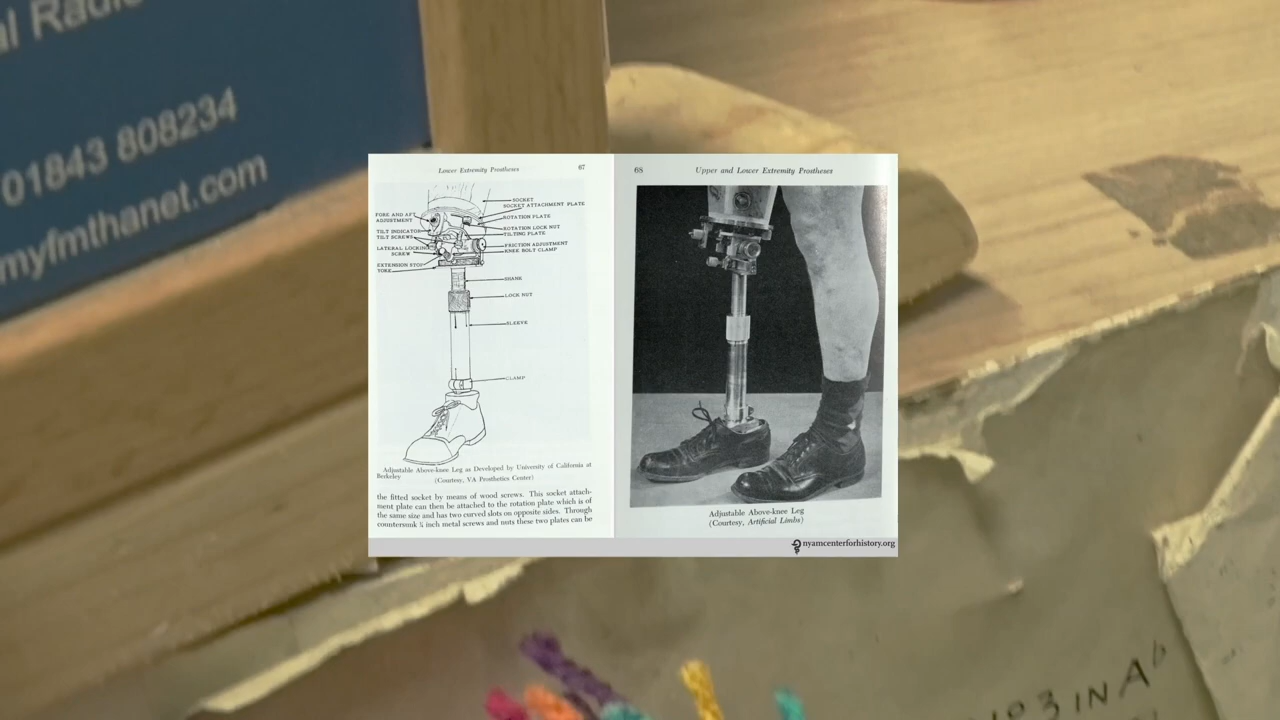 al Radio
01843 808234
myfmthanet.com
Lower Extremity Prostheses 67
SOCKET
SOCKET ATTACHMENT PLATE
FORE AND AFT
ADJUSTMENT
ROTATION PLATE
TILT INDICATOR
TILT SCREWS
ROTATION LOCK NUT
TILTING PLATE
LATERAL LOCKING
SCREW
FRICTION ADJUSTMENT
KNEE BOLT CLAMP
EXTENSION STOP
YOKE
SHANK
LOCK NUT
SLEEVE
CLAMP
Adjustable Above-knee Leg as Developed by University of California at
Berkeley
(Courtesy, VA Prosthetics Center)
the fitted socket by means of wood screws. This socket attach-
ment plate can then be attached to the rotation plate which is of
the same size and has two curved slots on opposite sides. Through
countersunk ¼ inch metal screws and nuts these two plates can be
68 Upper and Lower Extremity Prostheses
Adjustable Above-knee Leg
(Courtesy, Artificial Limbs)
nyamcenterforhistory.org
IN A